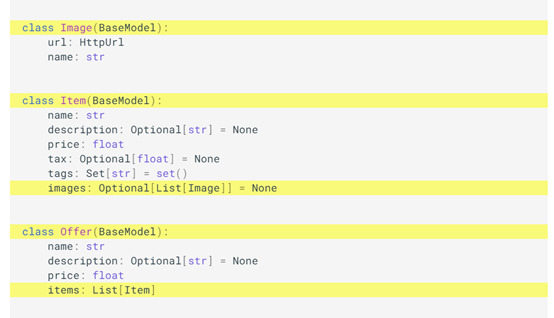 class Image(BaseModel):
    url: HttpUrl
    name: str
class Item(BaseModel):
    name: str
    description: Optional[str] = None
    price: float
    tax: Optional[float] = None
    tags: Set[str] = set()
    images: Optional[List[Image]] = None
class Offer(BaseModel):
    name: str
    description: Optional[str] = None
    price: float
    items: List[Item]